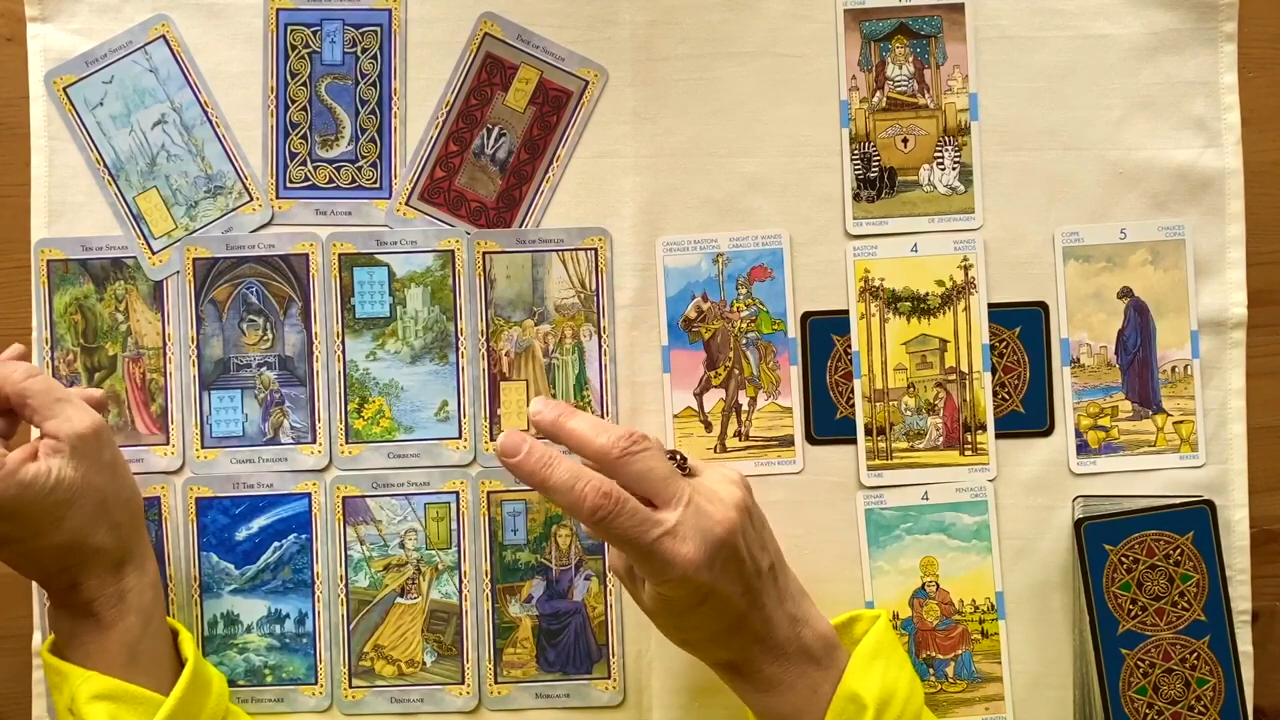 FIVE OF SHIELDS
THE ADDER
PAGE OF SHIELDS
LE CHAR
DER WAGEN
DE ZEGEWAGEN
TEN OF SPEARS
EIGHT OF CUPS
CHAPEL PERILOUS
TEN OF CUPS
CORBENIC
SIX OF SHIELDS
CAVALLO DI BASTONI
CHEVALIER DE BATONS
KNIGHT OF WANDS
CABALLO DE BASTOS
STAVEN RIDDER
BASTONI
BATONS
4
WANDS
BASTOS
STÄBE
STAVEN
COPPE
COUPES
5
CHALICES
COPAS
KELCHE
BEKERS
17 THE STAR
THE FIREDRAKE
QUEEN OF SPEARS
DINDRANE
MORGAUSE
DENARI
DENIERS
4
PENTACLES
OROS
MUNTEN